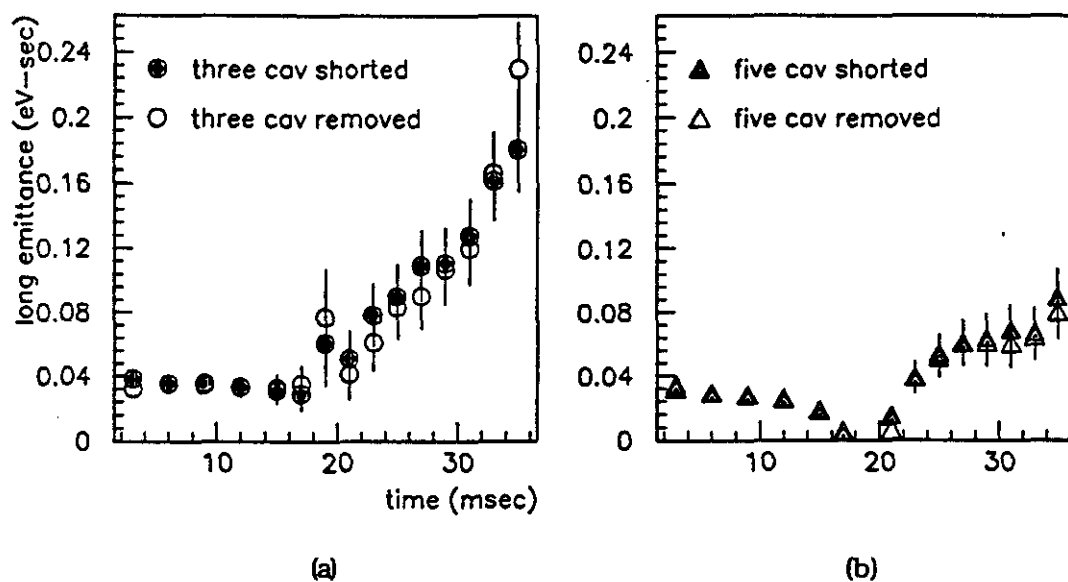 long emittance (eV-sec)
0.24
0.2
0.16
0.12
0.08
0.04
0
three cav shorted
three cav removed
10
20
30
time (msec)
(a)
0.24
0.2
0.16
0.12
0.08
0.04
0
five cav shorted
five cav removed
10
20
30
(b)